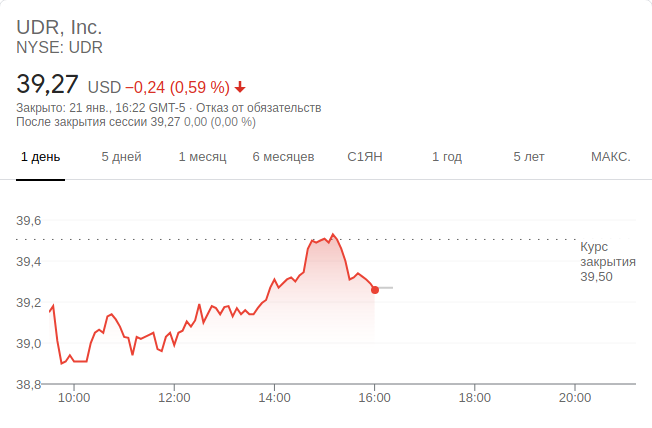 UDR, Inc.
NYSE: UDR
39,27 USD −0,24 (0,59 %)
Закрыто: 21 янв., 16:22 GMT-5 · Отказ от обязательств
После закрытия сессии 39,27 0,00 (0,00 %)
1 день 5 дней 1 месяц 6 месяцев С1ЯН 1 год 5 лет МАКС.
39,6
Курс
39,4
закрытия
39,50
39,2
39,0
38,8
10:00 12:00 14:00 16:00 18:00 20:00